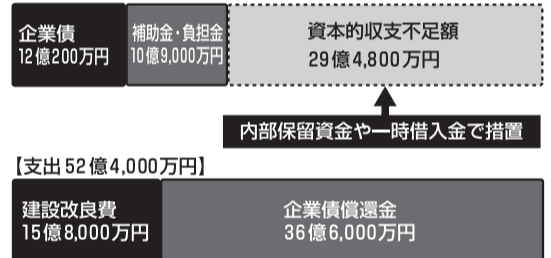 企業債
12億200万円
補助金・負担金
10億9,000万円
資本的収支不足額
29億4,800万円
内部保留資金や一時借入金で措置
【支出52億4,000万円】
建設改良費
15億8,000万円
企業債償還金
36億6,000万円